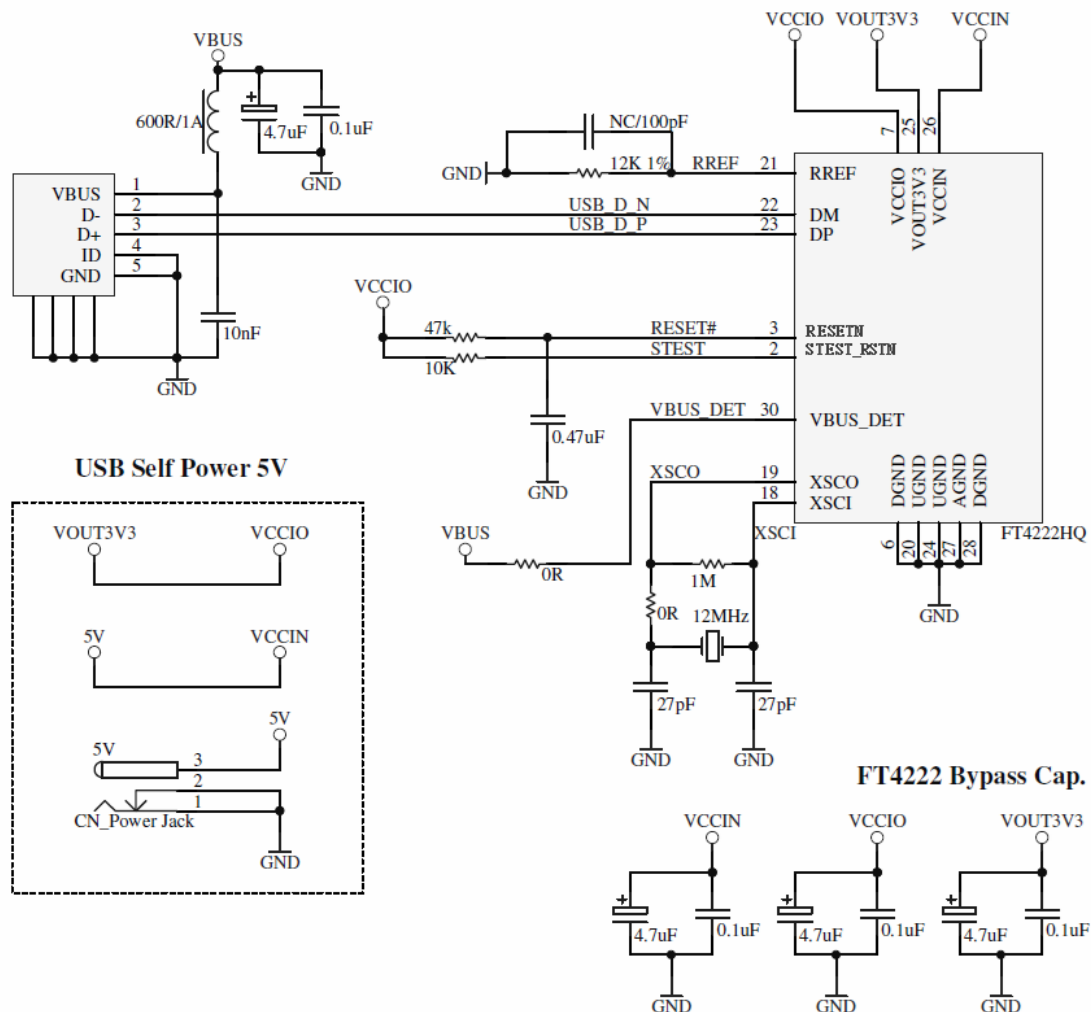 VCCIO VOUT3V3 VCCIN
VBUS
600R/1A
4.7uF
0.1uF
GND
7
25
26
NC/100pF
GND
12K 1%
RREF
21
RREF
VCCIO
VOUT3V3
VCCIN
VBUS
1
D-
2
USB_D_N
22
DM
D+
3
USB_D_P
23
DP
ID
4
GND
5
10nF
GND
VCCIO
47k
RESET#
3
RESETN
10K
STEST
2
STEST_RSTN
0.47uF
GND
VBUS_DET
30
VBUS_DET
XSCO
19
XSCO
18
XSCI
XSCI
DGND
UGND
UGND
AGND
DGND
FT4222HQ
6
20
24
27
28
GND
VBUS
0R
1M
0R
12MHz
27pF
27pF
GND
GND
USB Self Power 5V
VOUT3V3
VCCIO
5V
VCCIN
5V
5V
3
2
1
CN_Power Jack
GND
FT4222 Bypass Cap.
VCCIN
VCCIO
VOUT3V3
4.7uF
0.1uF
4.7uF
0.1uF
4.7uF
0.1uF
GND
GND
GND